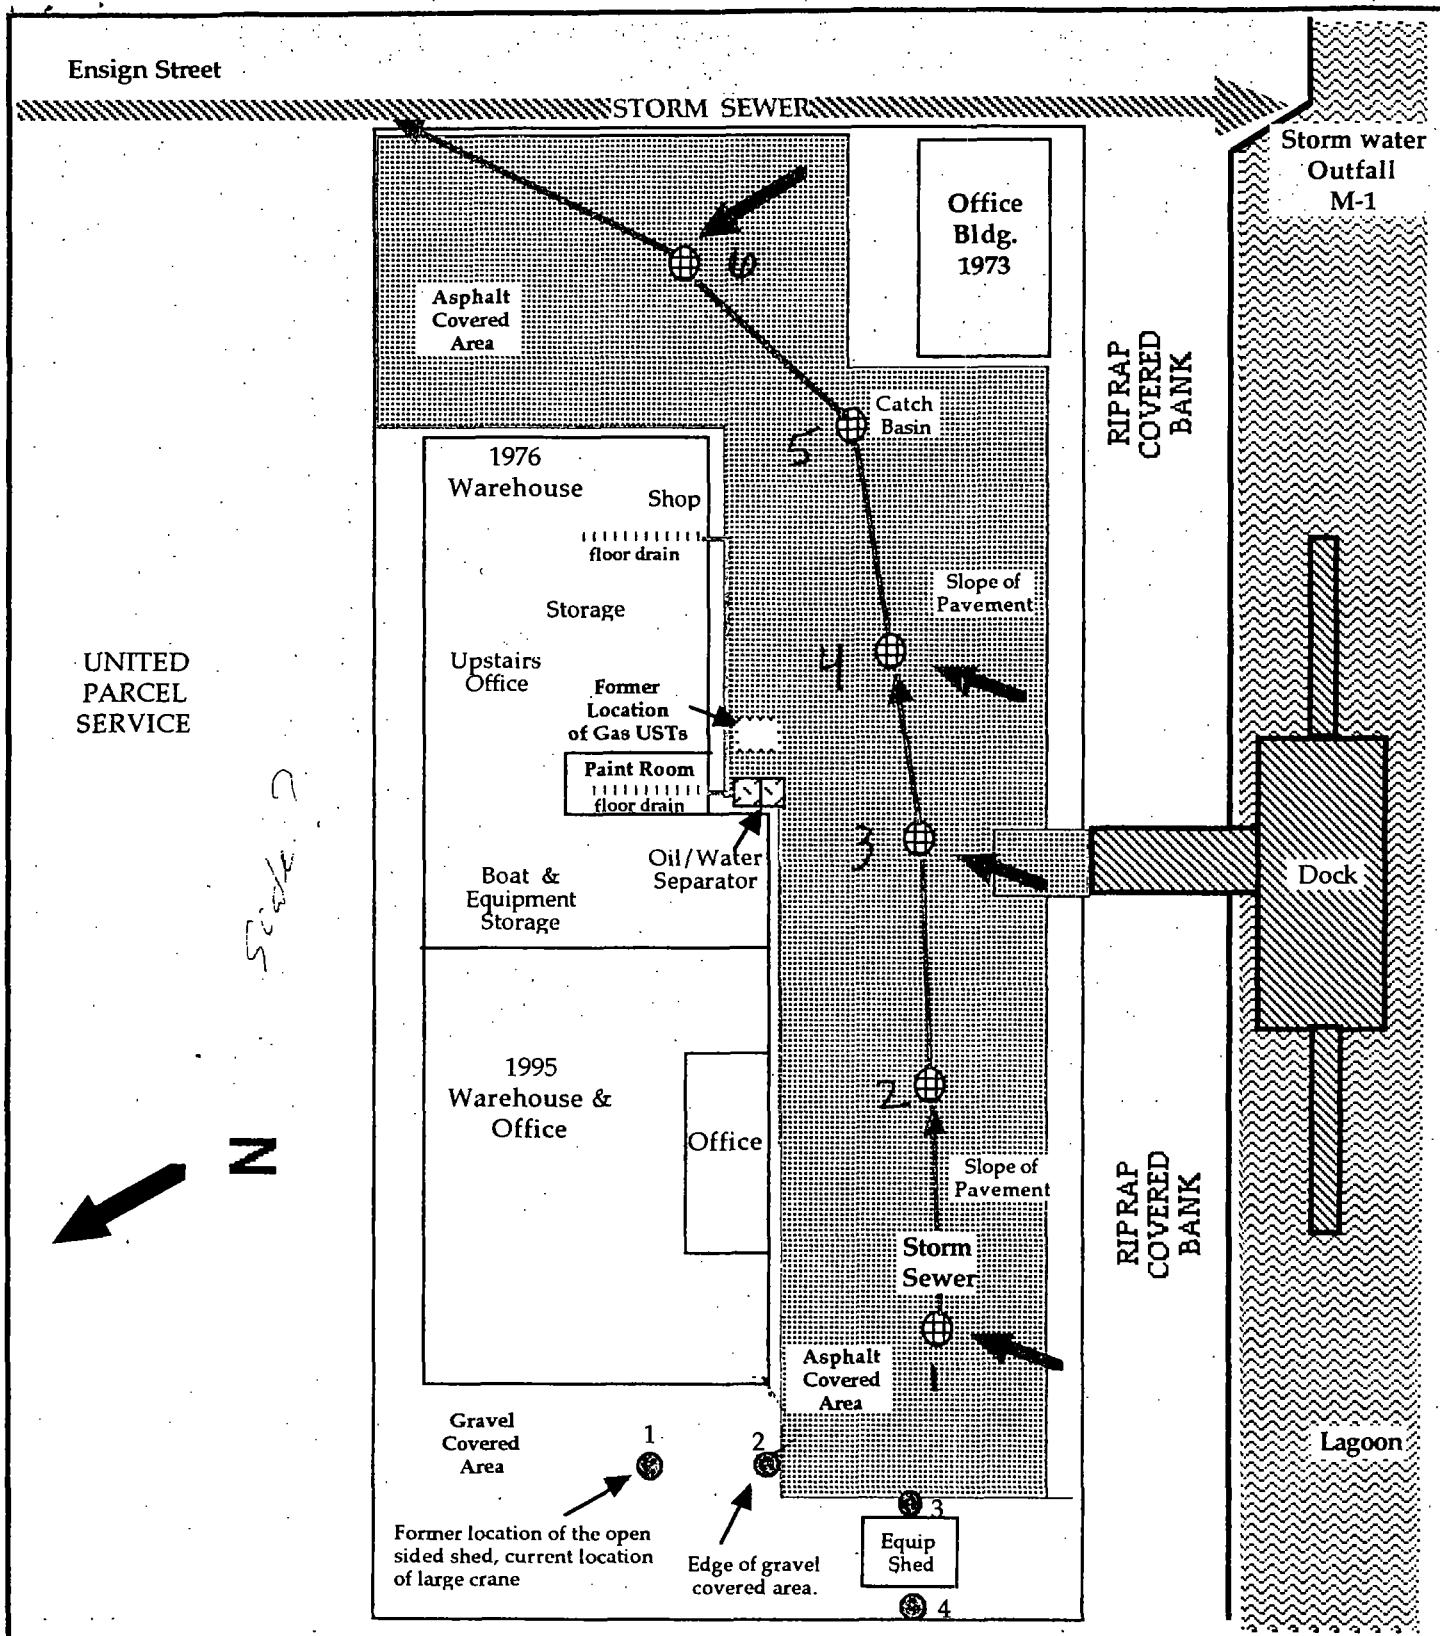 Ensign Street
STORM SEWER
Storm water
Outfall
M-1
Office
Bldg.
1973
6
Asphalt
Covered
Area
RIPRAP
COVERED
BANK
Catch
Basin
5
1976
Warehouse
Shop
floor drain
Slope of
Pavement
Storage
UNITED
PARCEL
SERVICE
Upstairs
Office
4
Former
Location
of Gas USTs
Paint Room
floor drain
3
Oil/Water
Separator
Dock
Boat &
Equipment
Storage
Scale ?
1995
Warehouse &
Office
Office
2
N
Slope of
Pavement
RIPRAP
COVERED
BANK
Storm
Sewer
1
Asphalt
Covered
Area
Gravel
Covered
Area
1
2
Lagoon
3
Former location of the open
sided shed, current location
of large crane
Edge of gravel
covered area.
Equip
Shed
4